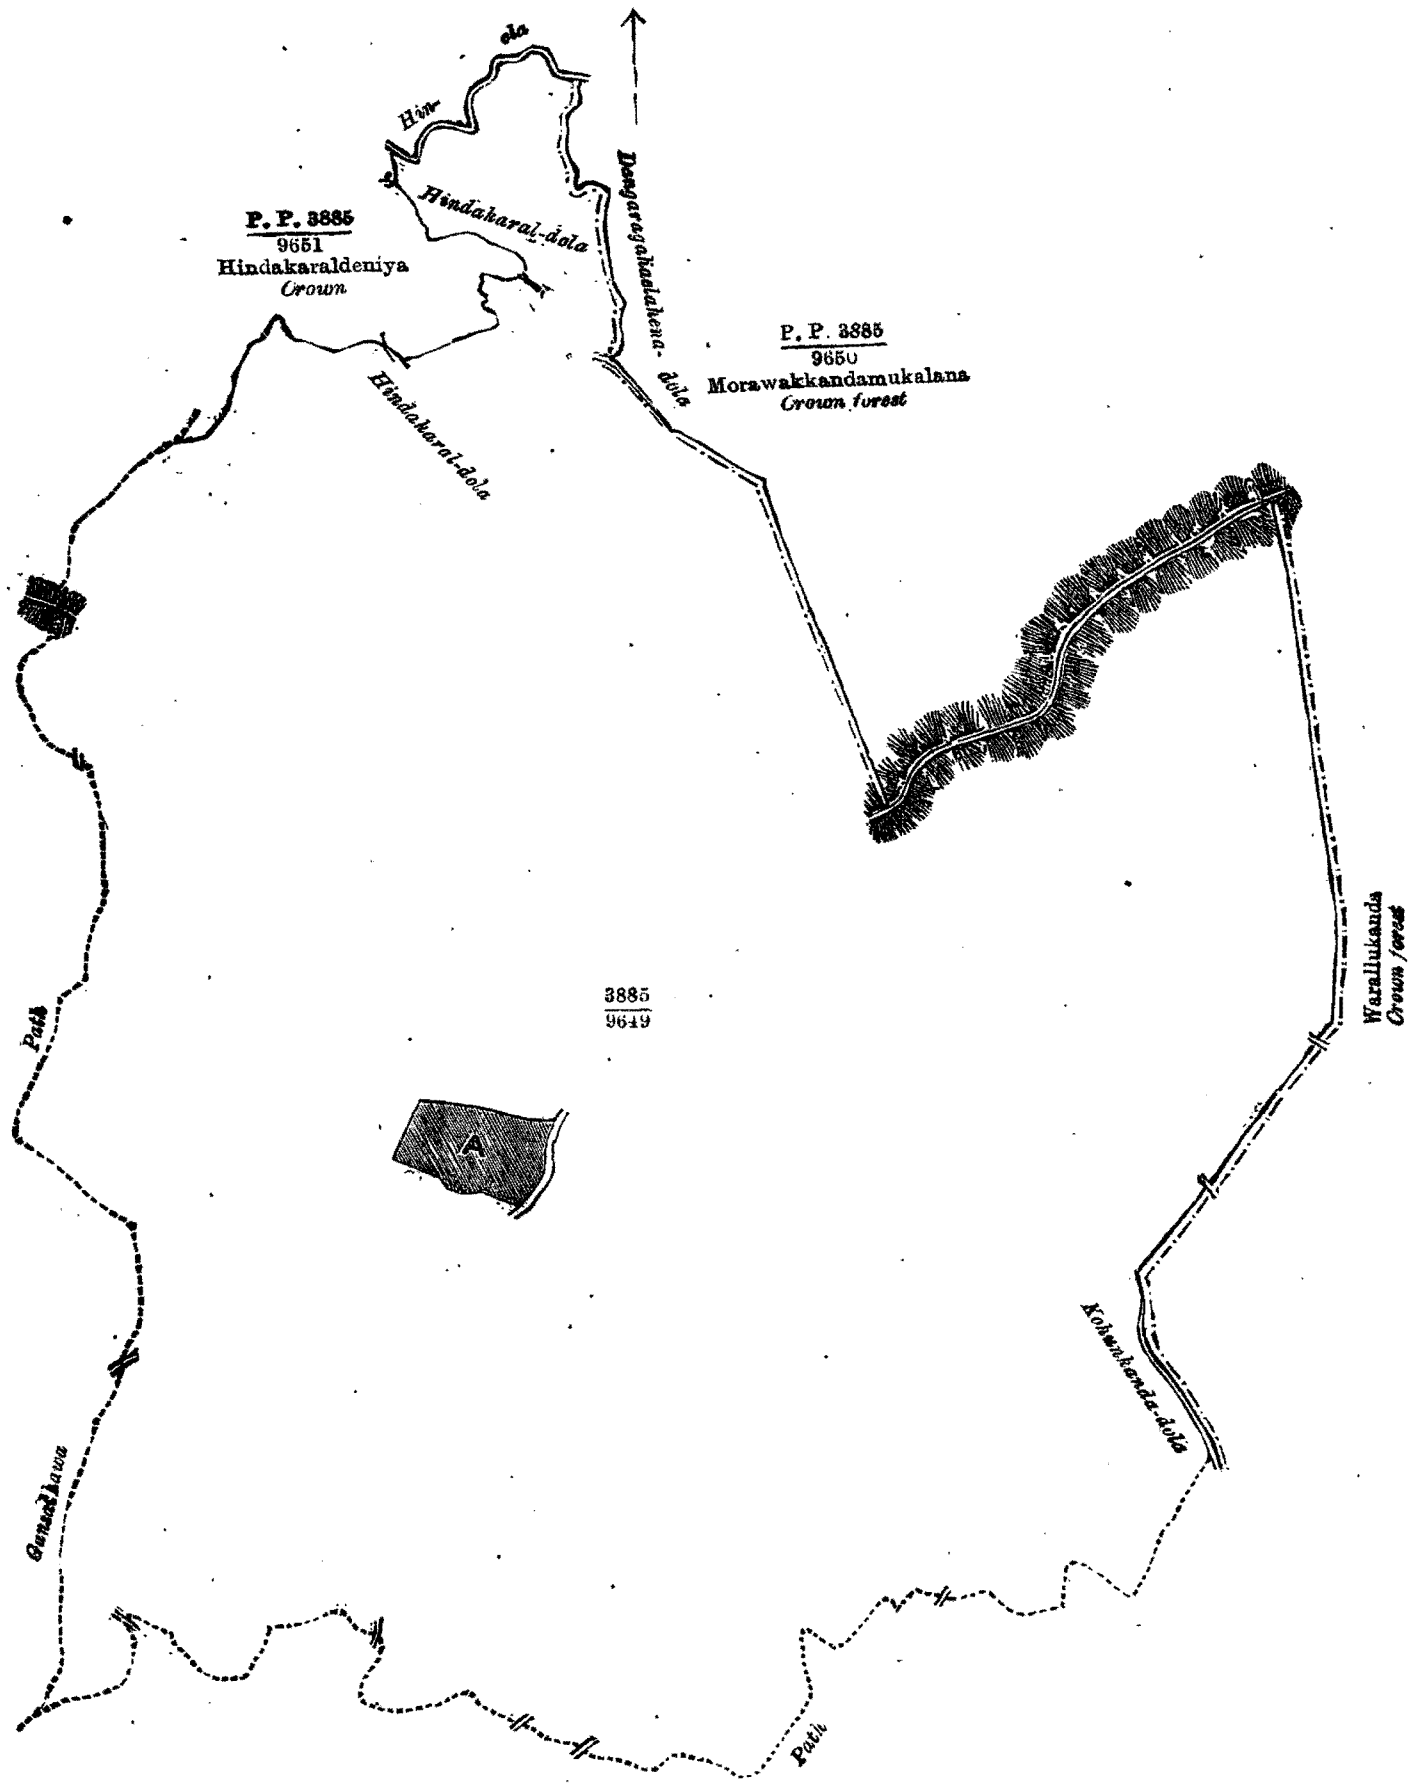 Hin-
ela
Hindakaral-dola
P. P. 3885
9651
Hindakaraldeniya
Crown
Hindakaral-dola
dola
P. P. 3885
9650
Morawakkandamukalana
Crown forest
Warallukanda
Crown forest
3885
9649
Path
A
Kohunkanda-dola
Path